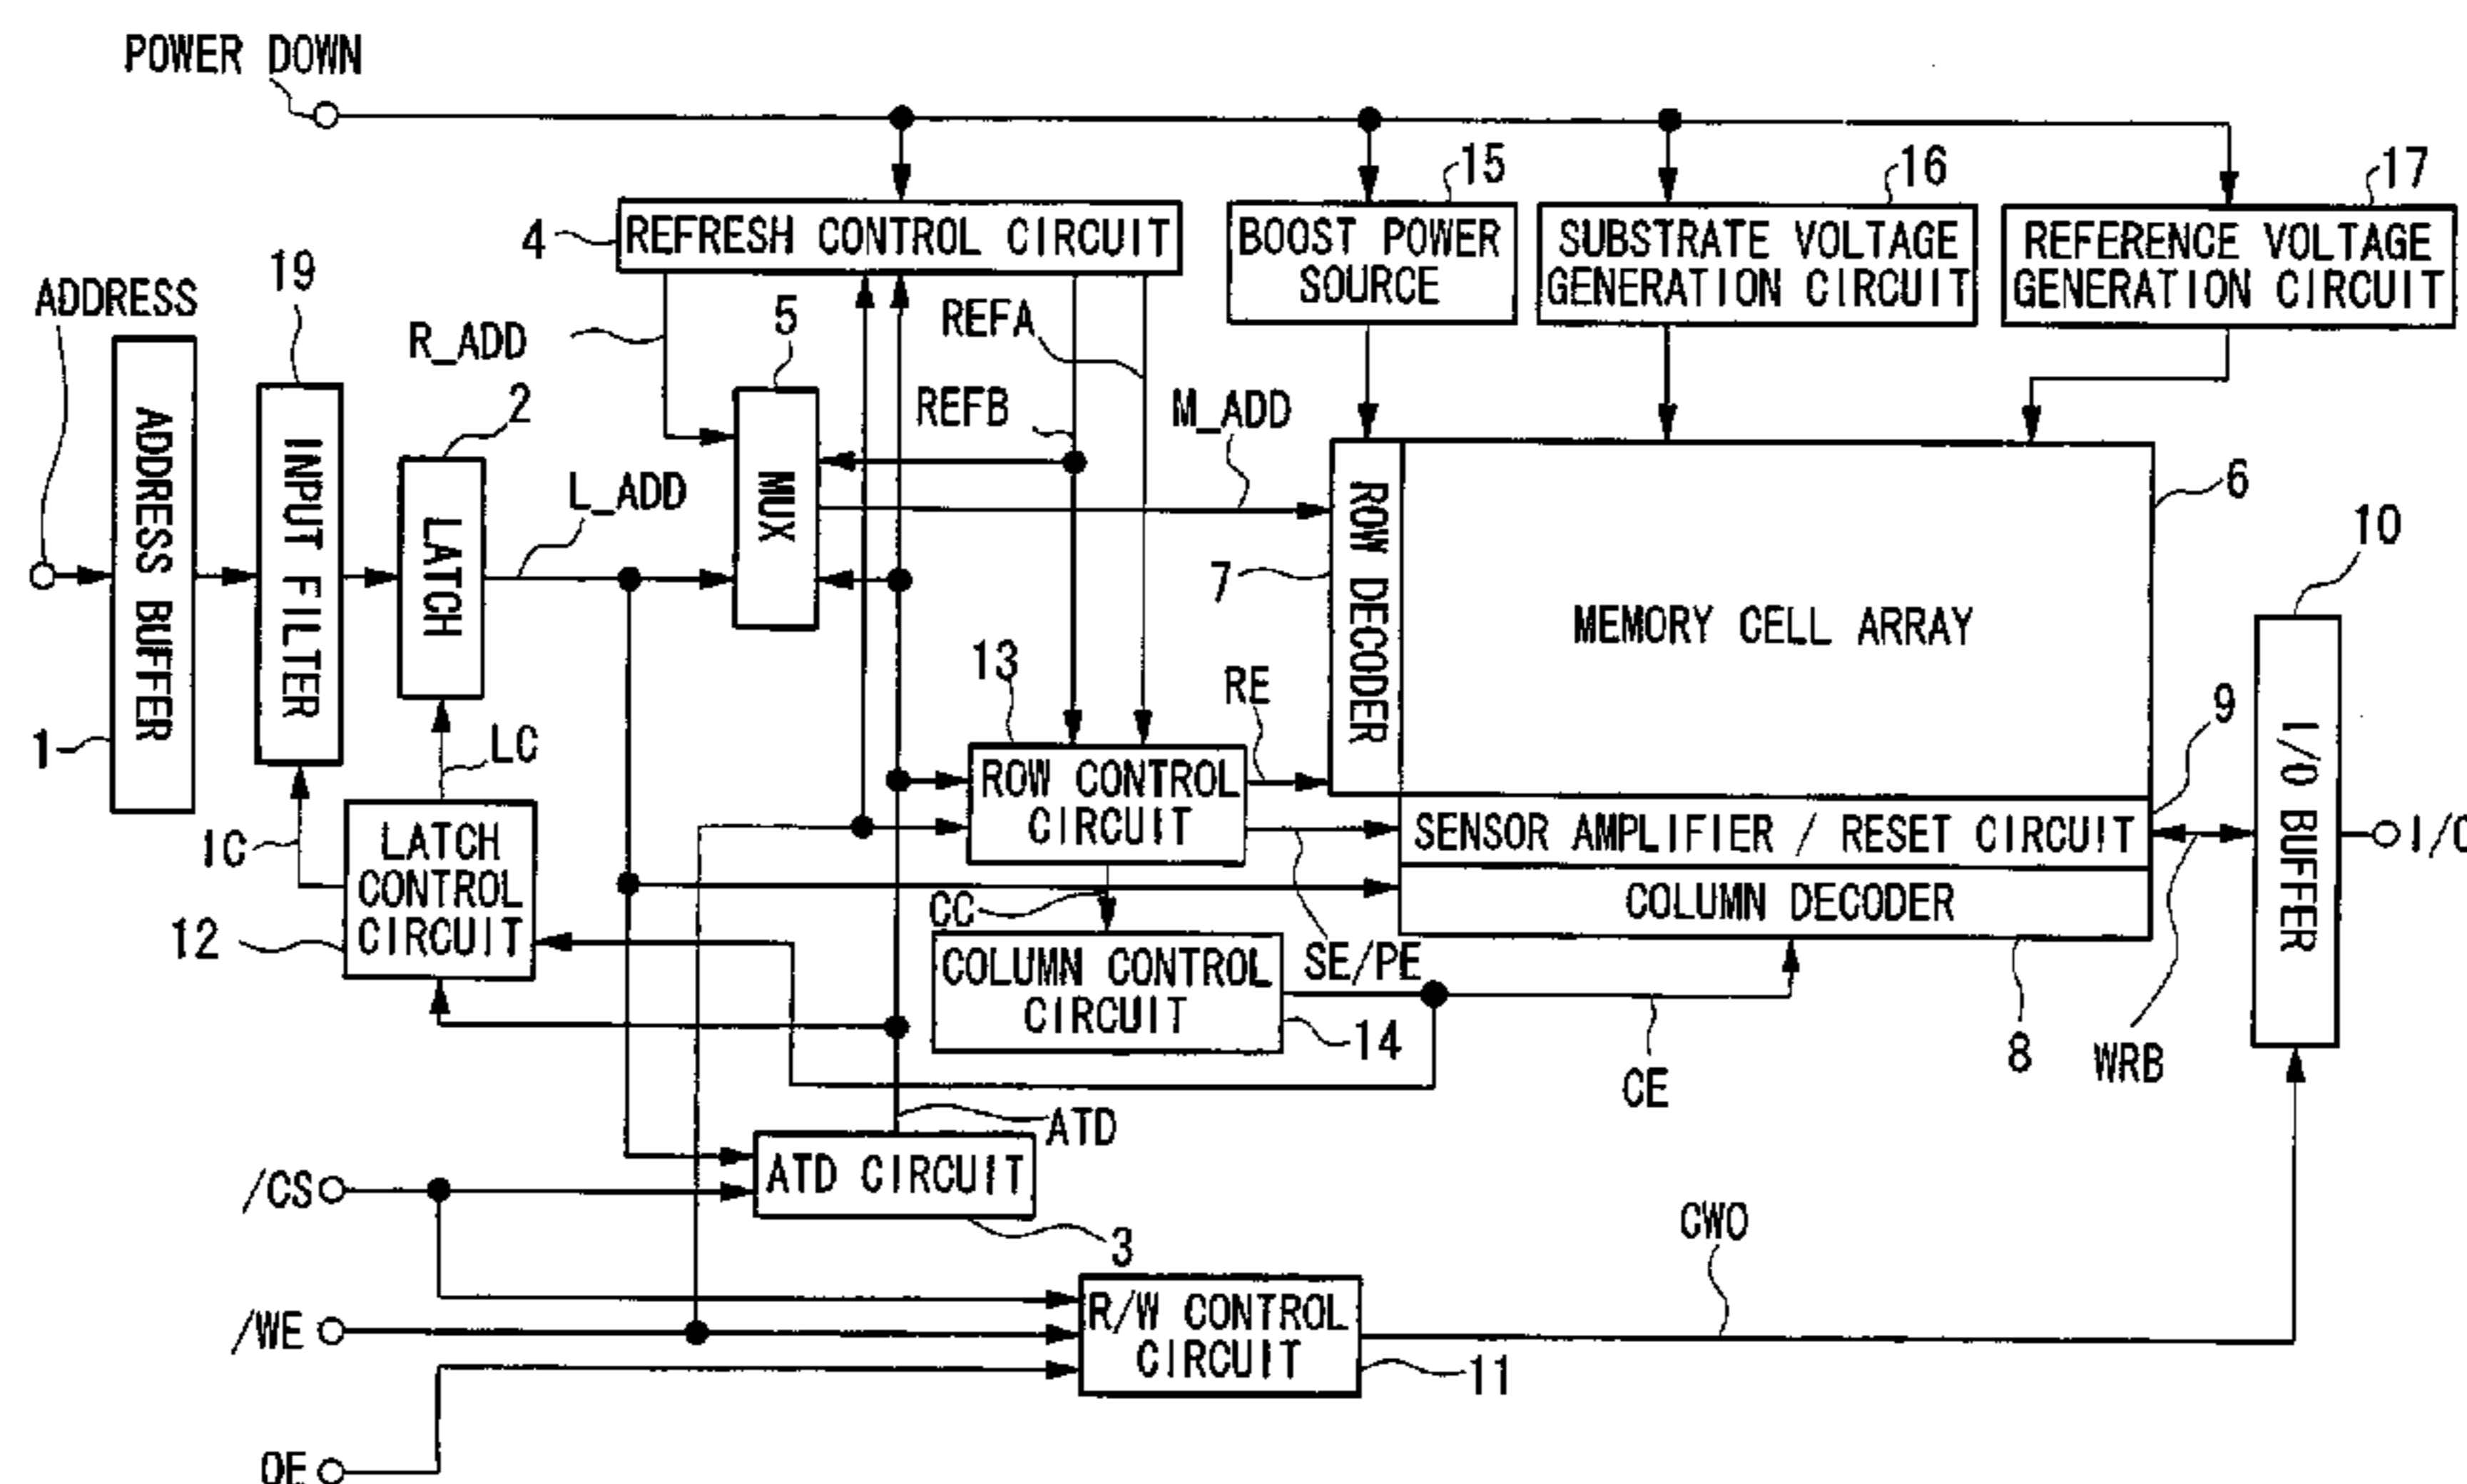 POWER DOWN
15
16
17
4
REFRESH CONTROL CIRCUIT
BOOST POWER
SOURCE
SUBSTRATE VOLTAGE
GENERATION CIRCUIT
REFERENCE VOLTAGE
GENERATION CIRCUIT
19
ADDRESS
5
REFA
R_ADD
2
REFB
M_ADD
ADDRESS BUFFER
INPUT FILTER
LATCH
L_ADD
MUX
ROW DECODER
6
10
7
MEMORY CELL ARRAY
13
RE
9
1
LC
ROW CONTROL
CIRCUIT
I/O BUFFER
1C
LATCH
CONTROL
CIRCUIT
SENSOR AMPLIFIER / RESET CIRCUIT
I/O
CC
COLUMN DECODER
12
COLUMN CONTROL
CIRCUIT
SE/PE
14
8
WRB
CE
ATD
/CS
ATD CIRCUIT
3
CWO
/WE
R/W CONTROL
CIRCUIT
11
OE